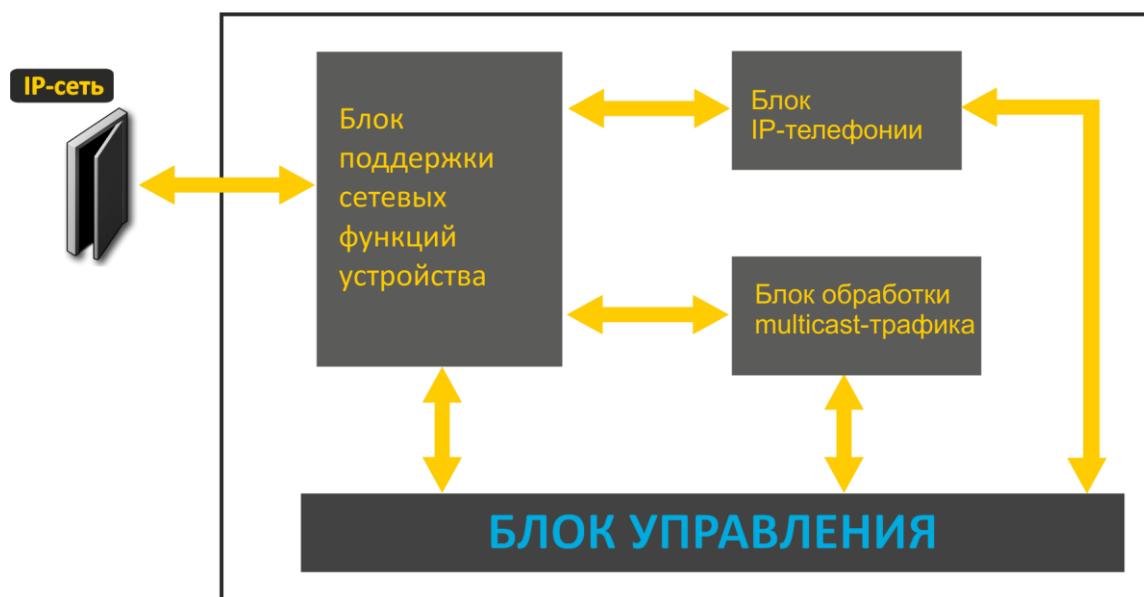 IP-сеть
Блок
поддержки
сетевых
функций
устройства
Блок
IP-телефонии
Блок обработки
multicast-трафика
БЛОК УПРАВЛЕНИЯ